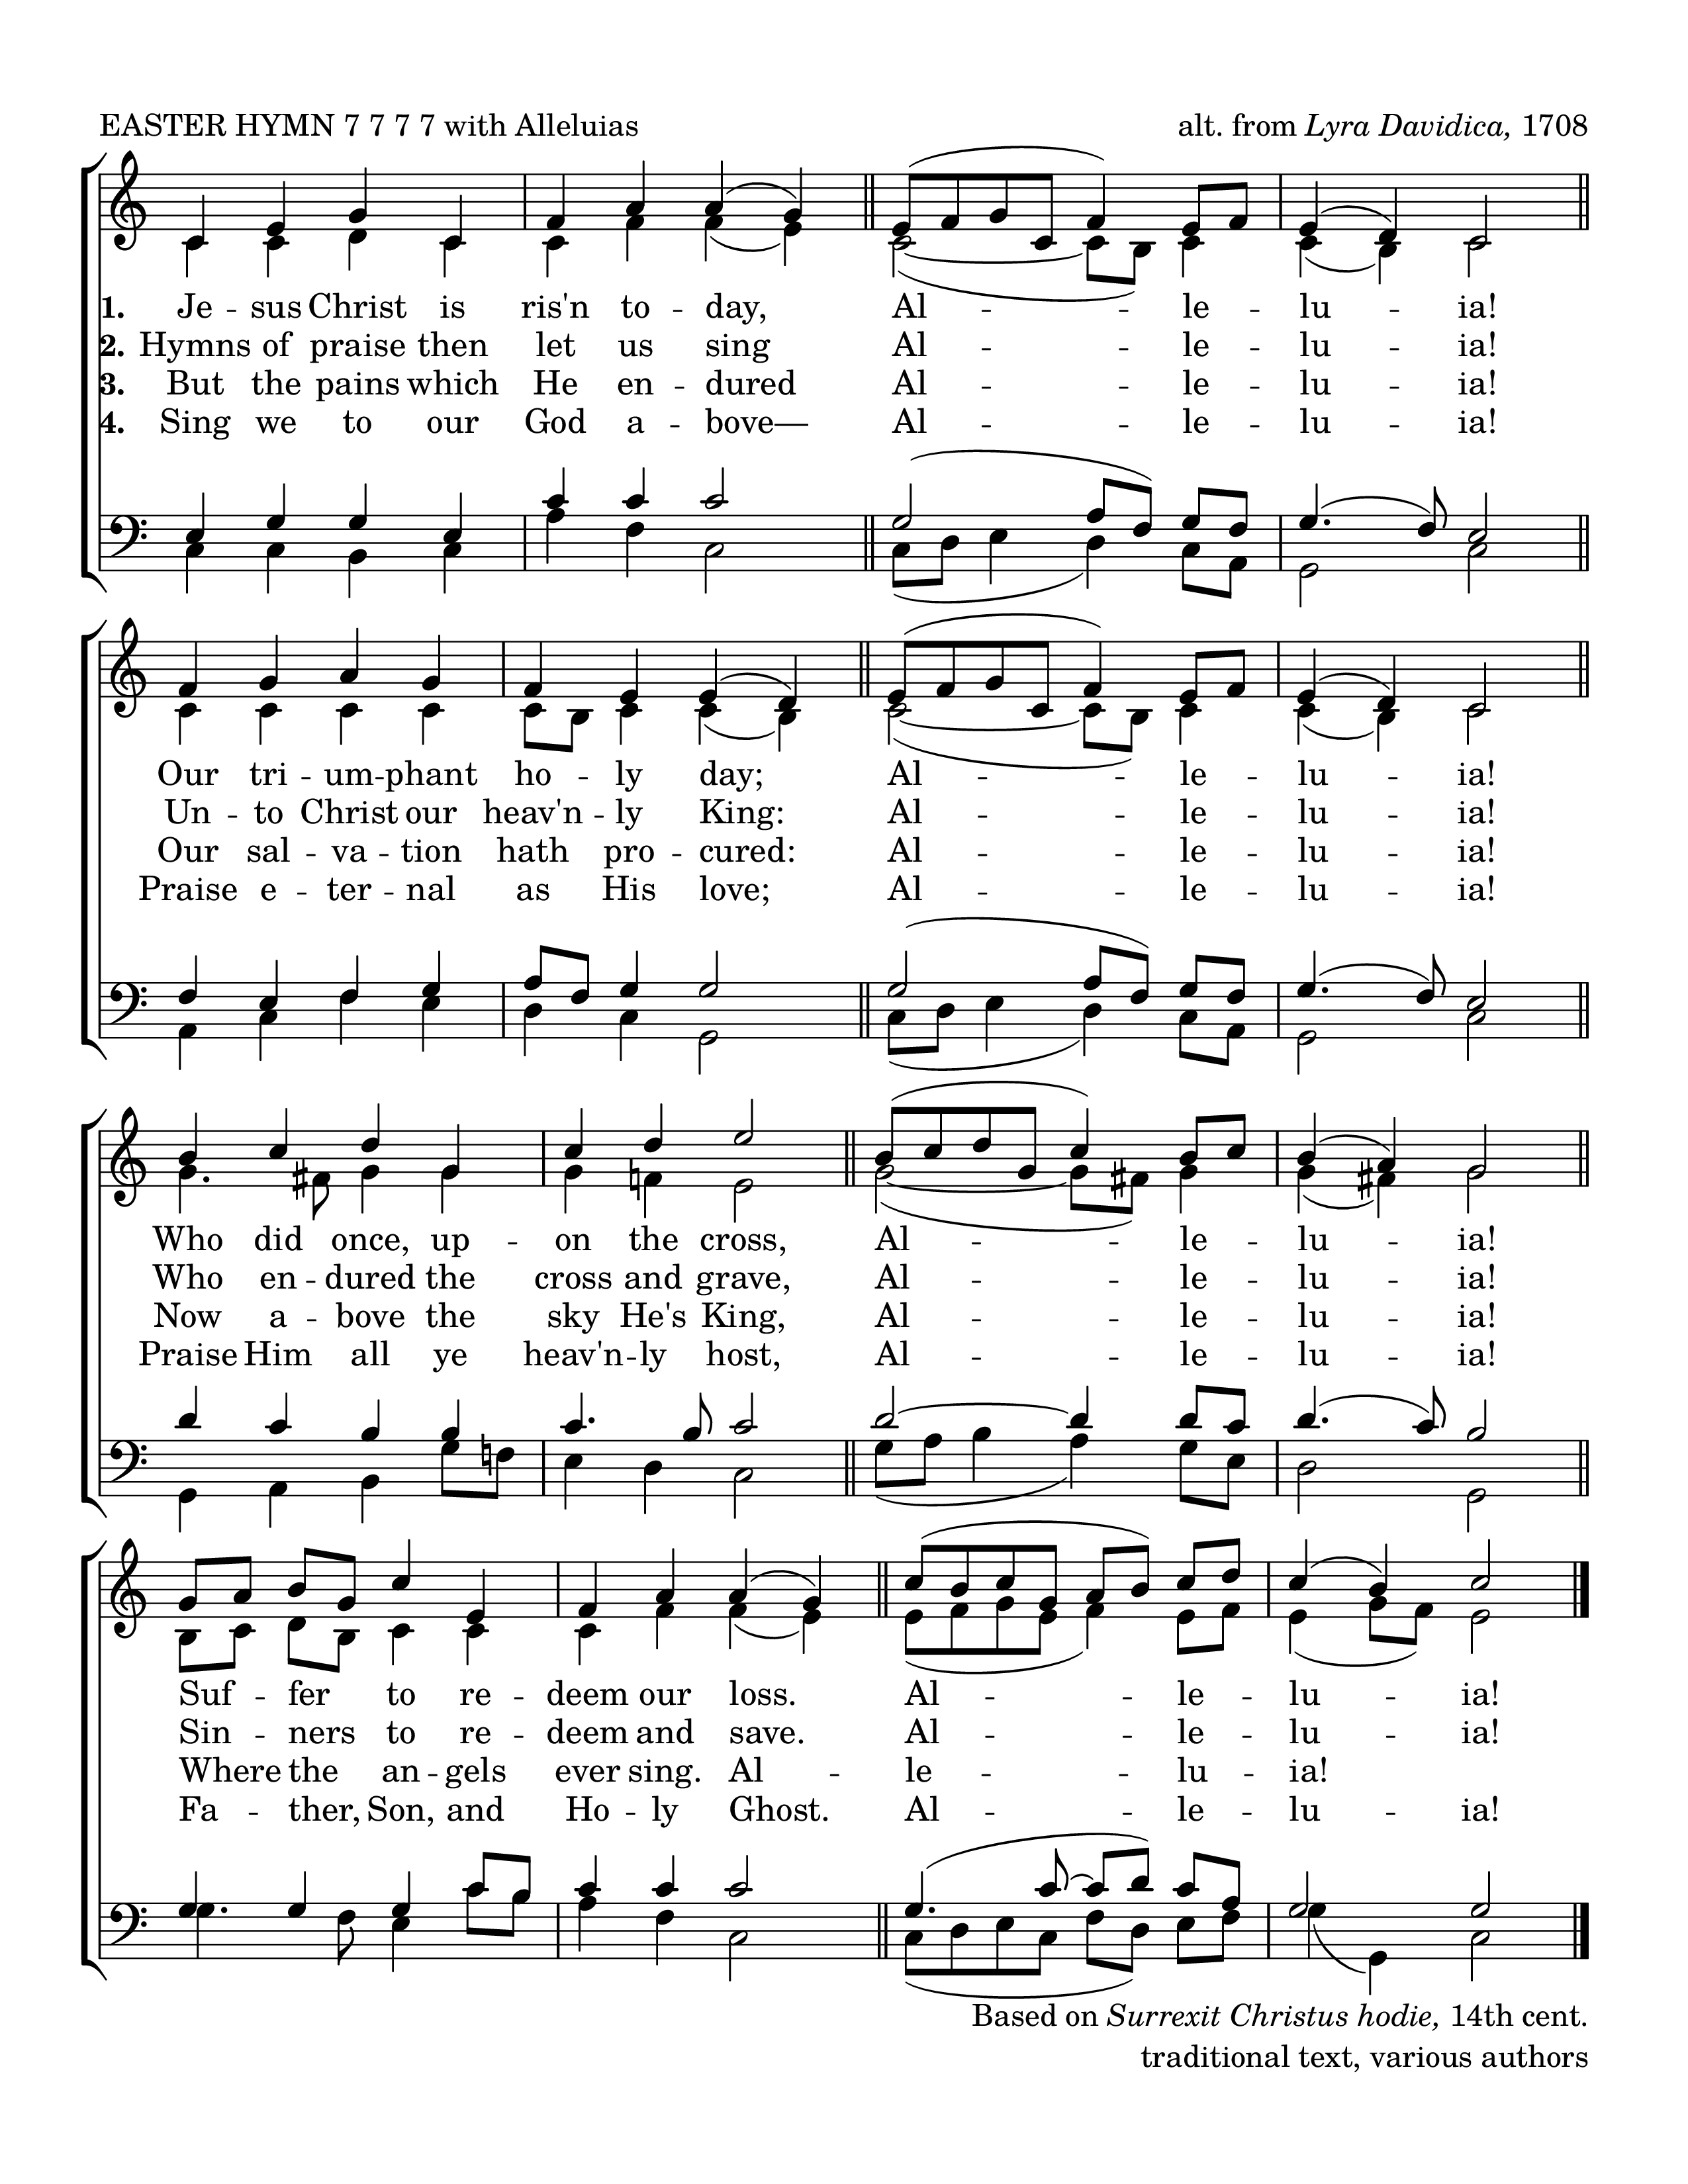 EASTER HYMN 7 7 7 7 with Alleluias alt. from Lyra Davidica, 1708
1. Je -- sus Christ is ris'n to -- day, Al -- le -- lu -- ia!
2. Hymns of praise then let us sing Al -- le -- lu -- ia!
3. But the pains which He en -- dured Al -- le -- lu -- ia!
4. Sing we to our God a -- bove— Al -- le -- lu -- ia!
Our tri -- um -- phant ho -- ly day; Al -- le -- lu -- ia!
Un -- to Christ our heav'n -- ly King: Al -- le -- lu -- ia!
Our sal -- va -- tion hath pro -- cured: Al -- le -- lu -- ia!
Praise e -- ter -- nal as His love; Al -- le -- lu -- ia!
Who did once, up -- on the cross, Al -- le -- lu -- ia!
Who en -- dured the cross and grave, Al -- le -- lu -- ia!
Now a -- bove the sky He's King, Al -- le -- lu -- ia!
Praise Him all ye heav'n -- ly host, Al -- le -- lu -- ia!
Suf -- fer to re -- deem our loss. Al -- le -- lu -- ia!
Sin -- ners to re -- deem and save. Al -- le -- lu -- ia!
Where the an -- gels ever sing. Al -- le -- lu -- ia!
Fa -- ther, Son, and Ho -- ly Ghost. Al -- le -- lu -- ia!
Based on Surrexit Christus hodie, 14th cent.
traditional text, various authors